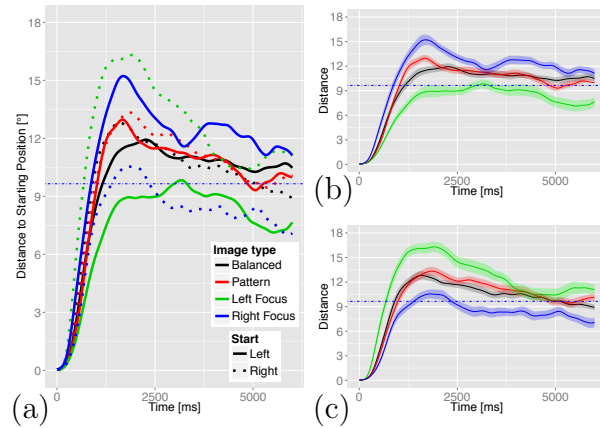 18
15
12
9
6
3
0
Distance to Starting Position [°]
Image type
Balanced
Pattern
Left Focus
Right Focus
Start
Left
Right
0
2500
5000
Time [ms]
(a)
18
15
12
9
6
3
0
Distance
0
2500
5000
Time [ms]
(b)
18
15
12
9
6
3
0
Distance
0
2500
5000
Time [ms]
(c)